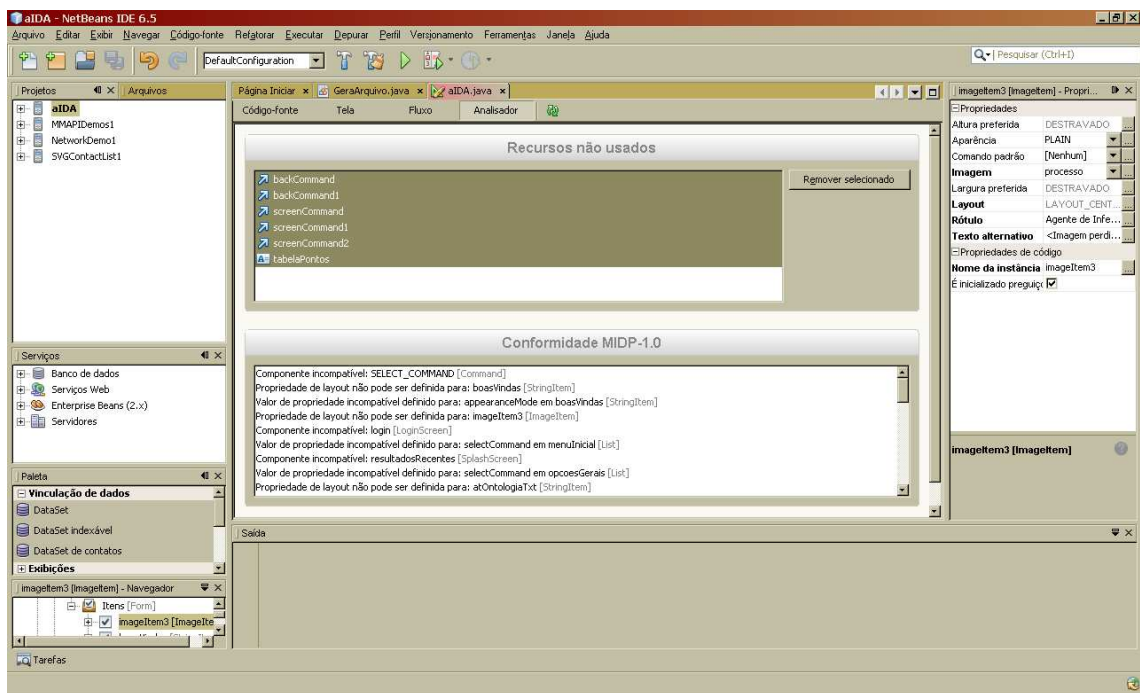 aIDA - NetBeans IDE 6.5
Arquivo Editar Exibir Navegar Código-fonte Refatorar Executar Depurar Perfil Versionamento Ferramentas Janela Ajuda
DefaultConfiguration
Pesquisar (Ctrl+I)
Projetos Arquivos
aIDA
MMAPIDemos1
NetworkDemo1
SVGContactList1
Serviços
Banco de dados
Serviços Web
Enterprise Beans (2.x)
Servidores
Paleta
Vinculação de dados
DataSet
DataSet indexável
DataSet de contatos
Exibições
imageItem3 [ImageItem] - Navegador
Itens [Form]
imageItem3 [ImageIte
Tarefas
Página Iniciar GeraArquivo.java aIDA.java
Código-fonte Tela Fluxo Analisador
Recursos não usados
backCommand
backCommand1
screenCommand
screenCommand1
screenCommand2
tabelaPontos
Remover selecionado
Conformidade MIDP-1.0
Componente incompatível: SELECT_COMMAND [Command]
Propriedade de layout não pode ser definida para: boasVindas [StringItem]
Valor de propriedade incompatível definido para: appearanceMode em boasVindas [StringItem]
Propriedade de layout não pode ser definida para: imageItem3 [ImageItem]
Componente incompatível: login [LoginScreen]
Valor de propriedade incompatível definido para: selectCommand em menuInicial [List]
Componente incompatível: resultadosRecentes [SplashScreen]
Valor de propriedade incompatível definido para: selectCommand em opcoesGerais [List]
Propriedade de layout não pode ser definida para: atOntologiaTxt [StringItem]
Saída
imageItem3 [ImageItem] - Propri...
Propriedades
Altura preferida DESTRAVADO ...
Aparência PLAIN ...
Comando padrão [Nenhum] ...
Imagem processo ...
Largura preferida DESTRAVADO ...
Layout LAYOUT_CENT... ...
Rótulo Agente de Infe... ...
Texto alternativo <Imagem perdi... ...
Propriedades de código
Nome da instância imageItem3 ...
É inicializado preguiç
imageItem3 [ImageItem]